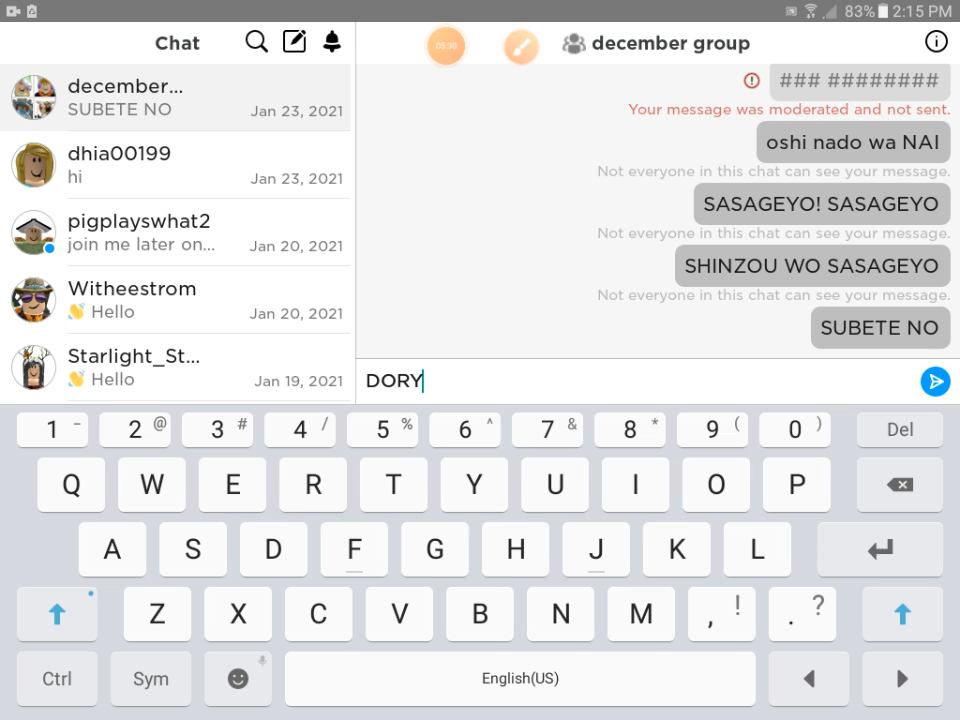 83% 2:15 PM
Chat
05:30
december group
december...
SUBETE NO
Jan 23, 2021
dhia00199
hi
Jan 23, 2021
pigplayswhat2
join me later on...
Jan 20, 2021
Witheestrom
👋 Hello
Jan 20, 2021
Starlight_St...
👋 Hello
Jan 19, 2021
### ########
Your message was moderated and not sent.
oshi nado wa NAI
Not everyone in this chat can see your message.
SASAGEYO! SASAGEYO
Not everyone in this chat can see your message.
SHINZOU WO SASAGEYO
Not everyone in this chat can see your message.
SUBETE NO
DORY
1 - 2 @ 3 # 4 / 5 % 6 ^ 7 & 8 * 9 ( 0 ) Del
Q W E R T Y U I O P
A S D F G H J K L
Z X C V B N M , ! . ?
Ctrl Sym English(US)